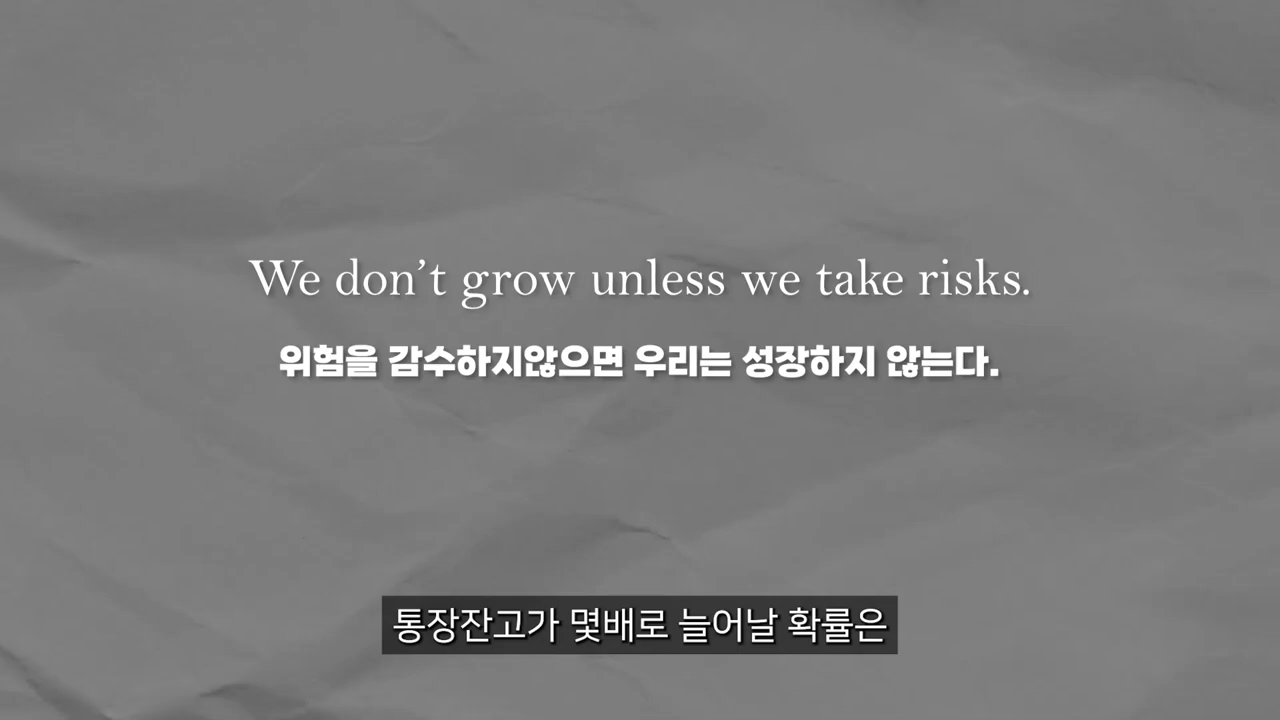 We don’t grow unless we take risks.
위험을 감수하지않으면 우리는 성장하지 않는다.
통장잔고가 몇배로 늘어날 확률은